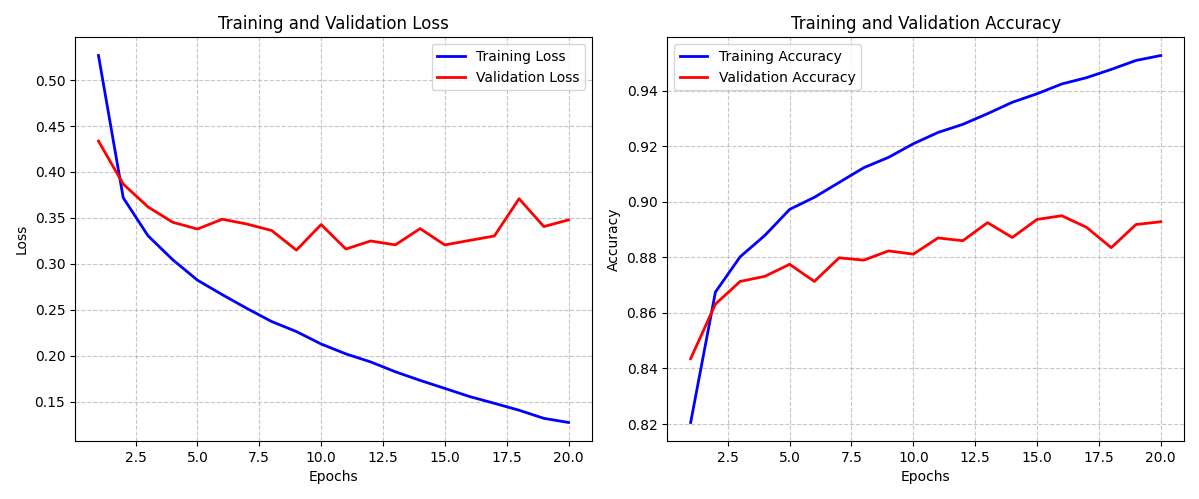 Training and Validation Loss
Training Loss
Validation Loss
0.50
0.45
0.40
0.35
0.30
0.25
0.20
0.15
Loss
2.5 5.0 7.5 10.0 12.5 15.0 17.5 20.0
Epochs
Training and Validation Accuracy
Training Accuracy
Validation Accuracy
0.94
0.92
0.90
0.88
0.86
0.84
0.82
Accuracy
2.5 5.0 7.5 10.0 12.5 15.0 17.5 20.0
Epochs